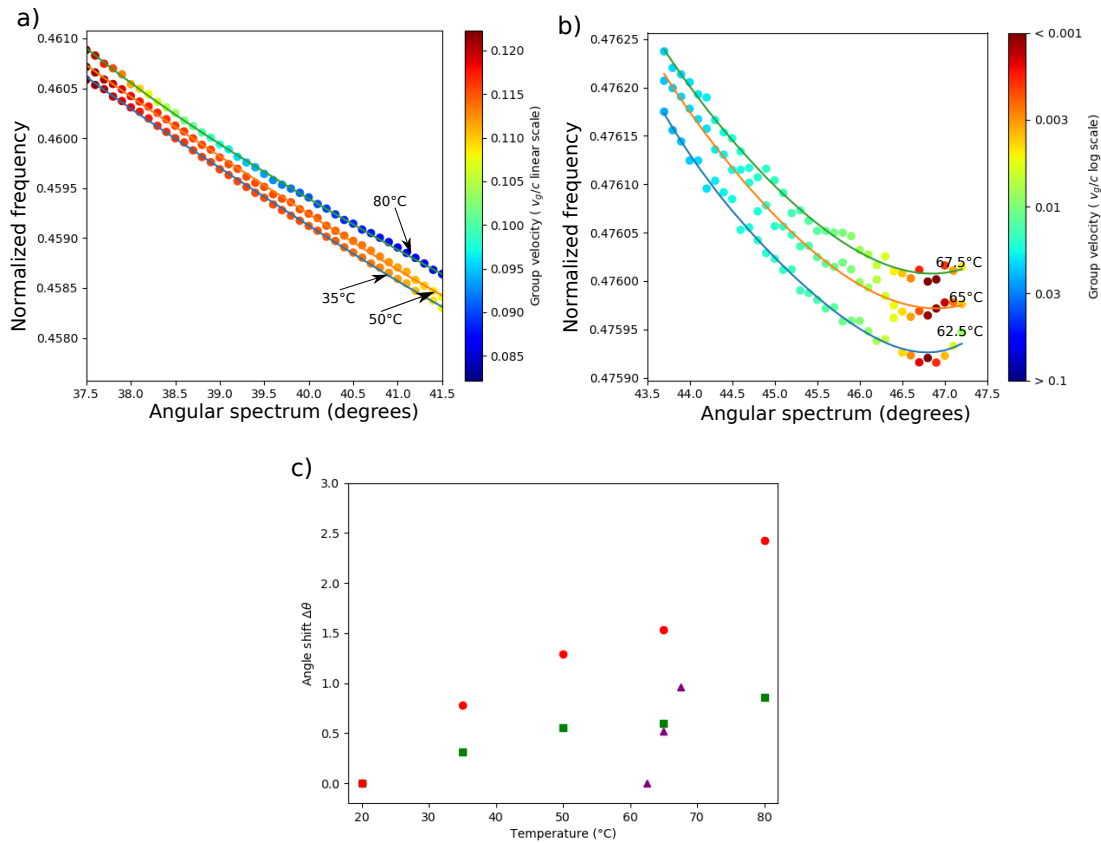 a)
0.4610
0.4605
0.4600
0.4595
0.4590
0.4585
0.4580
Normalized frequency
37.5 38.0 38.5 39.0 39.5 40.0 40.5 41.0 41.5
Angular spectrum (degrees)
80°C
35°C
50°C
0.120
0.115
0.110
0.105
0.100
0.095
0.090
0.085
Group velocity ( vg/c linear scale)
b)
0.47625
0.47620
0.47615
0.47610
0.47605
0.47600
0.47595
0.47590
Normalized frequency
43.5 44.0 44.5 45.0 45.5 46.0 46.5 47.0 47.5
Angular spectrum (degrees)
67.5°C
65°C
62.5°C
< 0.001
0.003
0.01
0.03
> 0.1
Group velocity ( vg/c log scale)
c)
3.0
2.5
2.0
1.5
1.0
0.5
0.0
Angle shift Δθ
20 30 40 50 60 70 80
Temperature (°C)